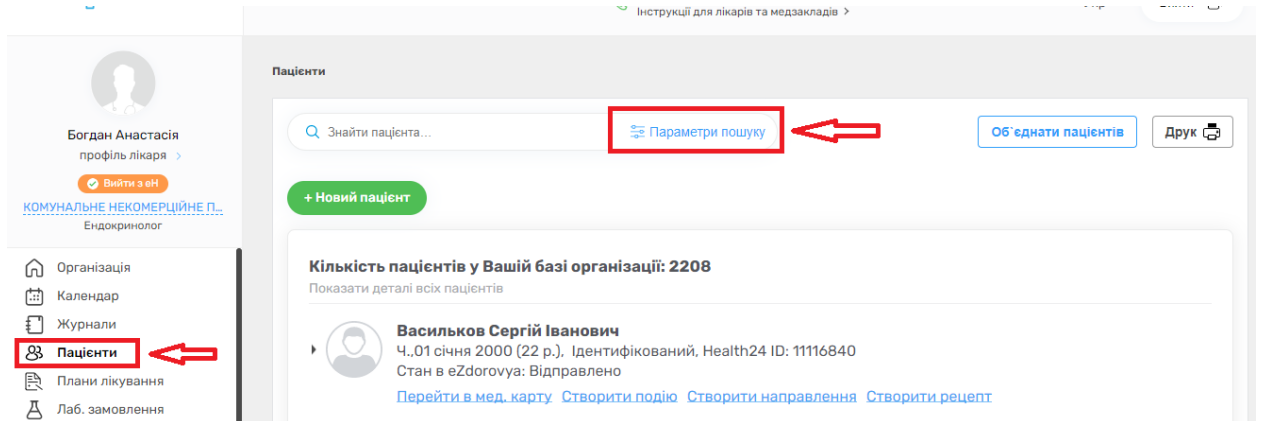 Інструкції для лікарів та медзакладів >
Пацієнти
Богдан Анастасія
профіль лікаря >
Вийти з еН
КОМУНАЛЬНЕ НЕКОМЕРЦІЙНЕ П...
Ендокринолог
Організація
Календар
Журнали
Пацієнти
Плани лікування
Лаб. замовлення
Знайти пацієнта...
Параметри пошуку
Об`єднати пацієнтів
Друк
+ Новий пацієнт
Кількість пацієнтів у Вашій базі організації: 2208
Показати деталі всіх пацієнтів
Васильков Сергій Іванович
Ч.,01 січня 2000 (22 р.), Ідентифікований, Health24 ID: 11116840
Стан в eZdorovya: Відправлено
Перейти в мед. карту Створити подію Створити направлення Створити рецепт